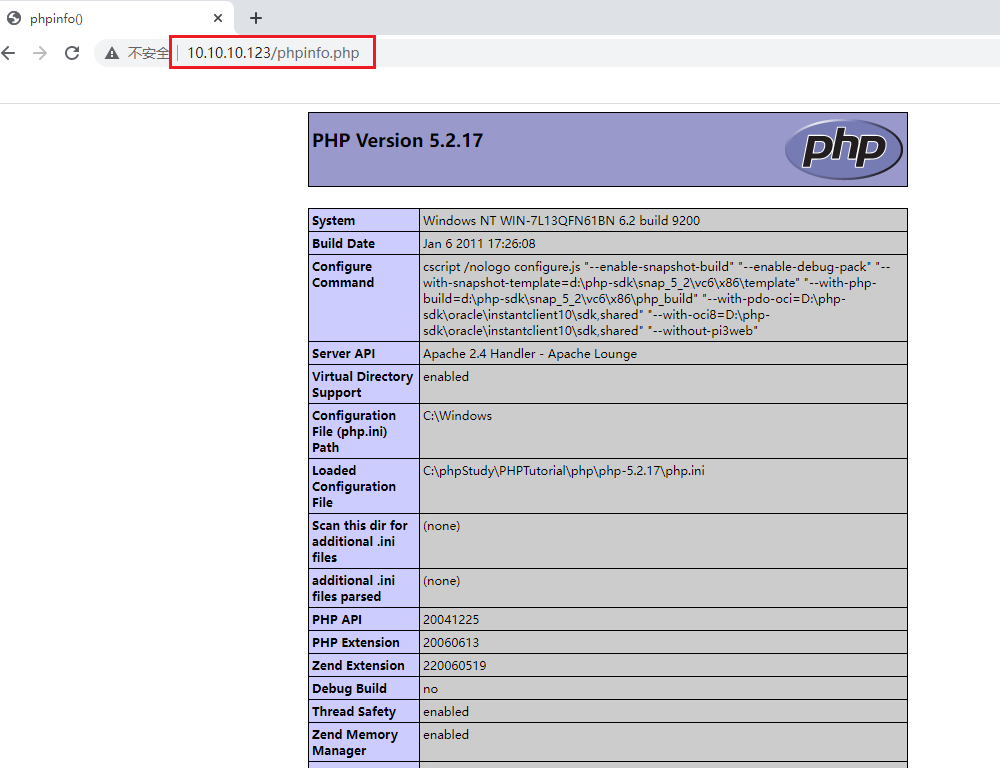 phpinfo()
不安全 10.10.10.123/phpinfo.php
PHP Version 5.2.17
php
System Windows NT WIN-7L13QFN61BN 6.2 build 9200
Build Date Jan 6 2011 17:26:08
Configure cscript /nologo configure.js "--enable-snapshot-build" "--enable-debug-pack" "--
Command with-snapshot-template=d:\php-sdk\snap_5_2\vc6\x86\template" "--with-php-
build=d:\php-sdk\snap_5_2\vc6\x86\php_build" "--with-pdo-oci=D:\php-
sdk\oracle\instantclient10\sdk,shared" "--with-oci8=D:\php-
sdk\oracle\instantclient10\sdk,shared" "--without-pi3web"
Server API Apache 2.4 Handler - Apache Lounge
Virtual Directory enabled
Support
Configuration C:\Windows
File (php.ini)
Path
Loaded C:\phpStudy\PHPTutorial\php\php-5.2.17\php.ini
Configuration
File
Scan this dir for (none)
additional .ini
files
additional .ini (none)
files parsed
PHP API 20041225
PHP Extension 20060613
Zend Extension 220060519
Debug Build no
Thread Safety enabled
Zend Memory enabled
Manager